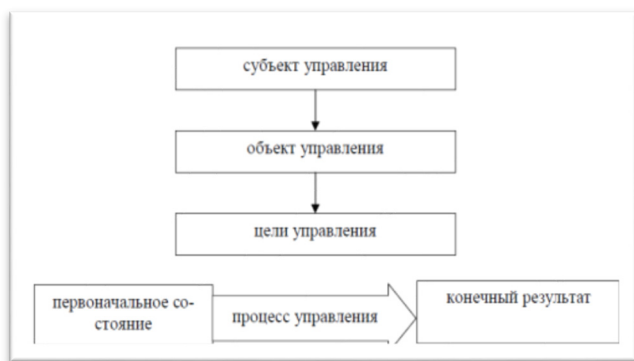 субъект управления
объект управления
цели управления
первоначальное со-
стояние
процесс управления
конечный результат